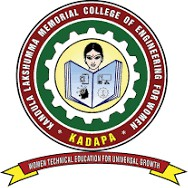 KANDULA LAKSHUMMA MEMORIAL COLLEGE OF ENGINEERING FOR WOMEN
* KADAPA *
WOMEN TECHNICAL EDUCATION FOR UNIVERSAL GROWTH